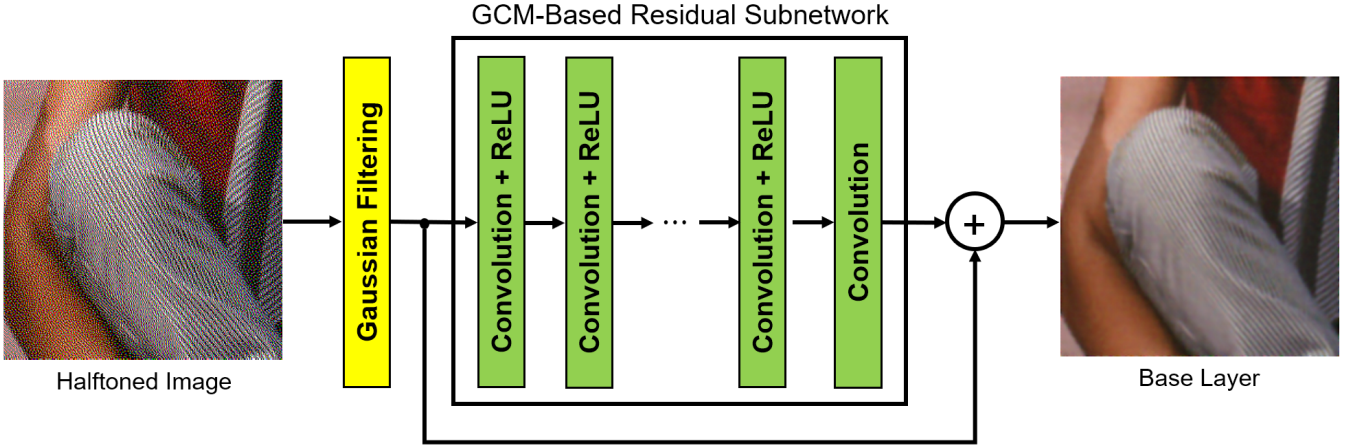 GCM-Based Residual Subnetwork
Gaussian Filtering
Convolution + ReLU
Convolution + ReLU
...
Convolution + ReLU
Convolution
+
Halftoned Image
Base Layer